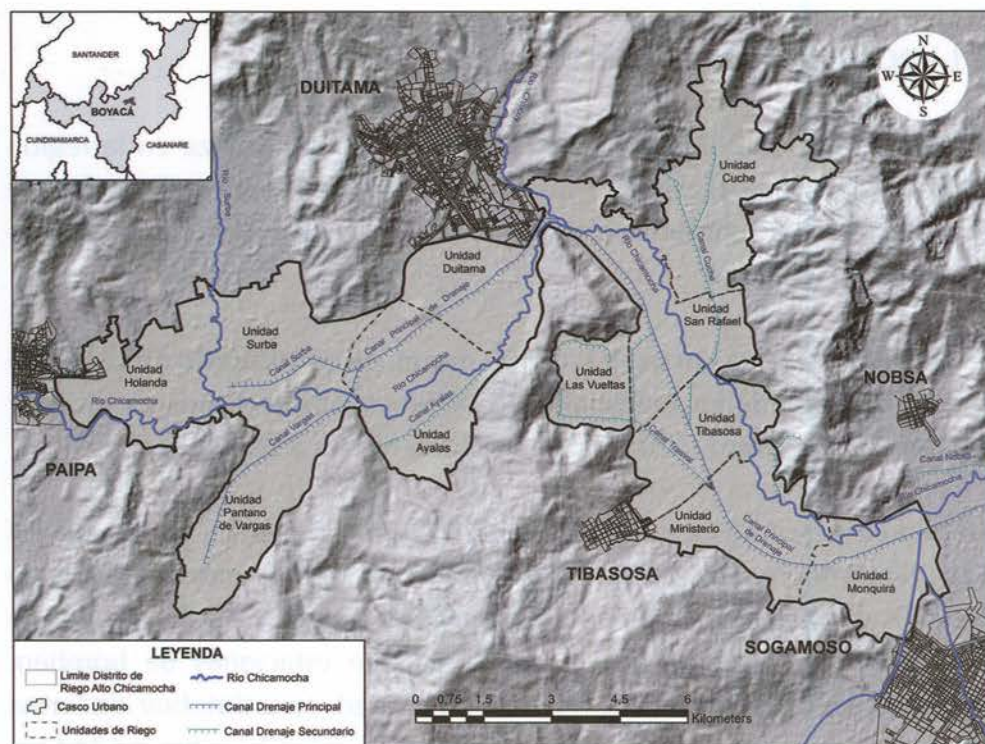 SANTANDER
BOYACÁ
CUNDINAMARCA
CASANARE
DUITAMA
N
W
E
S
Río Surba
Unidad
Cuche
Canal Cuche
Río Chicamocha
Unidad
Duitama
Canal Principal de Drenaje
Unidad
San Rafael
Unidad
Surba
Canal Surba
Unidad
Holanda
Río Chicamocha
Río Chicamocha
Canal Vargas
Canal Ayalas
Unidad
Ayalas
Unidad
Las Vueltas
Unidad
Tibasosa
NOBSA
PAIPA
Unidad
Pantano
de Vargas
Unidad
Ministerio
Canal Principal
de Drenaje
Río Chicamocha
Unidad
Monquirá
TIBASOSA
SOGAMOSO
LEYENDA
Limite Distrito de
Riego Alto Chicamocha
Casco Urbano
Unidades de Riego
Río Chicamocha
Canal Drenaje Principal
Canal Drenaje Secundario
0 0,75 1,5 3 4,5 6
Kilometers